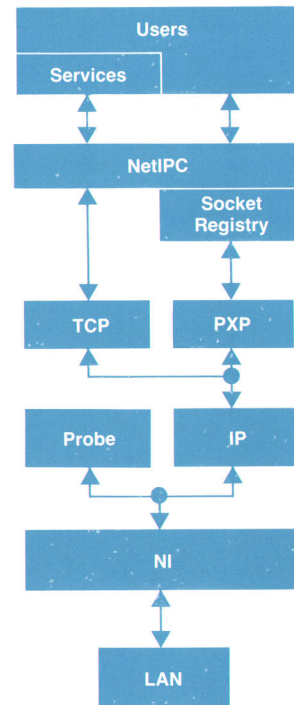 Users
Services
NetIPC
Socket
Registry
TCP
PXP
Probe
IP
NI
LAN